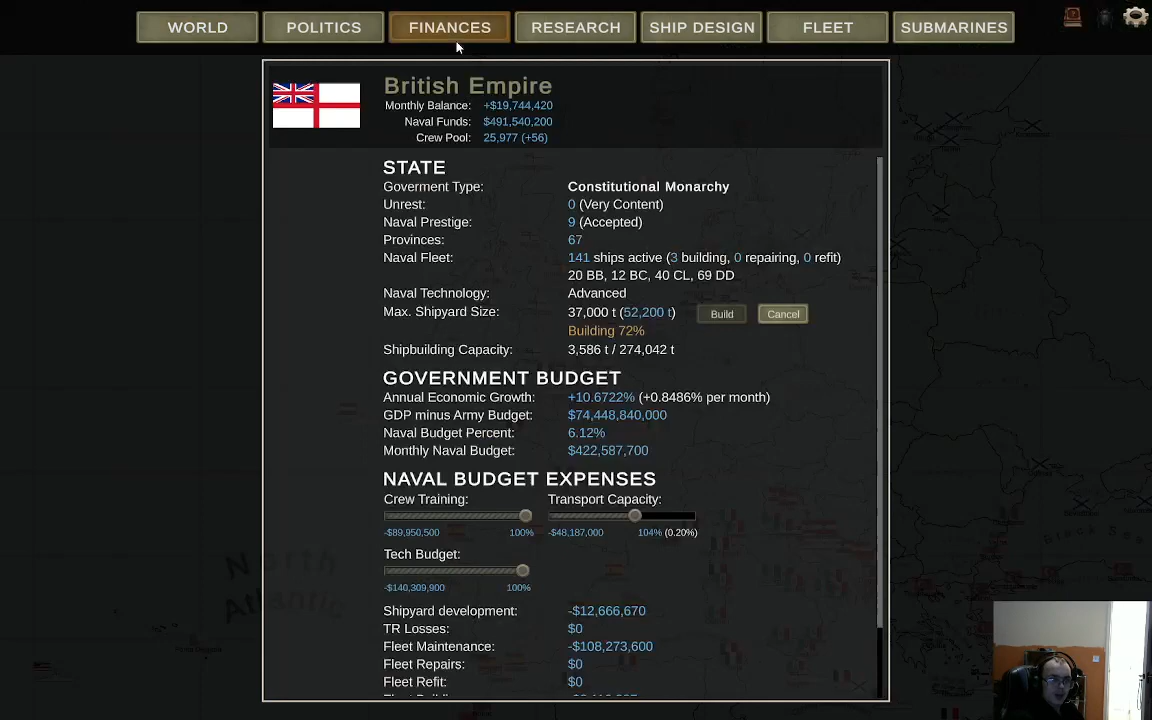 WORLD POLITICS FINANCES RESEARCH SHIP DESIGN FLEET SUBMARINES
British Empire
Monthly Balance: +$19,744,420
Naval Funds: $491,540,200
Crew Pool: 25,977 (+56)
STATE
Goverment Type: Constitutional Monarchy
Unrest: 0 (Very Content)
Naval Prestige: 9 (Accepted)
Provinces: 67
Naval Fleet: 141 ships active (3 building, 0 repairing, 0 refit)
20 BB, 12 BC, 40 CL, 69 DD
Naval Technology: Advanced
Max. Shipyard Size: 37,000 t (52,200 t) Build Cancel
Building 72%
Shipbuilding Capacity: 3,586 t / 274,042 t
GOVERNMENT BUDGET
Annual Economic Growth: +10.6722% (+0.8486% per month)
GDP minus Army Budget: $74,448,840,000
Naval Budget Percent: 6.12%
Monthly Naval Budget: $422,587,700
NAVAL BUDGET EXPENSES
Crew Training: Transport Capacity:
-$89,950,500 100% -$48,187,000 104% (0.20%)
Tech Budget:
-$140,309,900 100%
North
Atlantic
Black Sea
Shipyard development: -$12,666,670
TR Losses: $0
Fleet Maintenance: -$108,273,600
Fleet Repairs: $0
Fleet Refit: $0